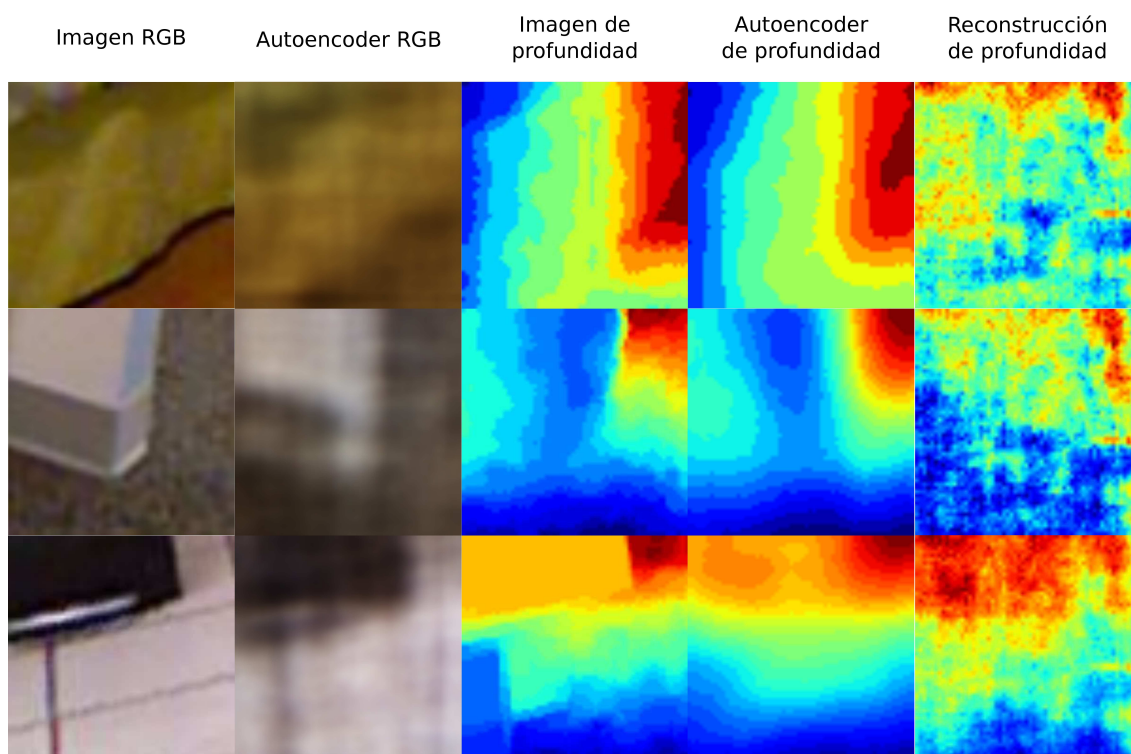 Imagen RGB
Autoencoder RGB
Imagen de
profundidad
Autoencoder
de profundidad
Reconstrucción
de profundidad